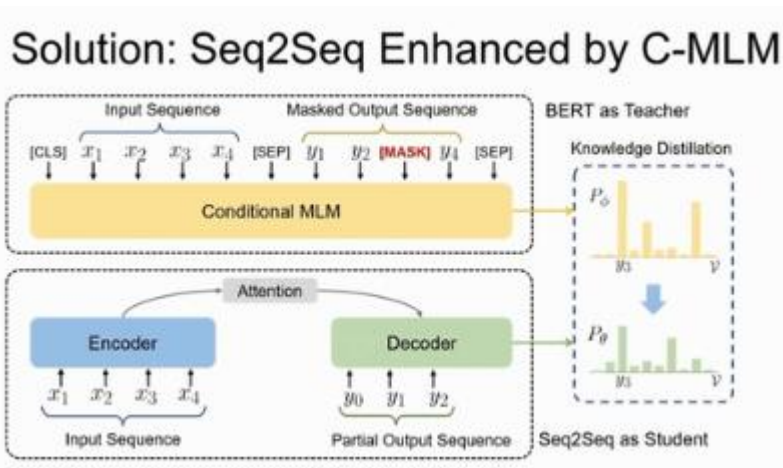 Solution: Seq2Seq Enhanced by C-MLM
Input Sequence Masked Output Sequence
BERT as Teacher
[CLS] x₁ x₂ x₃ x₄ [SEP] y₁ y₂ [MASK] y₄ [SEP]
Knowledge Distillation
Conditional MLM
P_ϕ
y₃ 𝒱
Attention
Encoder Decoder
P_θ
y₃ 𝒱
x₁ x₂ x₃ x₄ y₀ y₁ y₂
Input Sequence Partial Output Sequence
Seq2Seq as Student